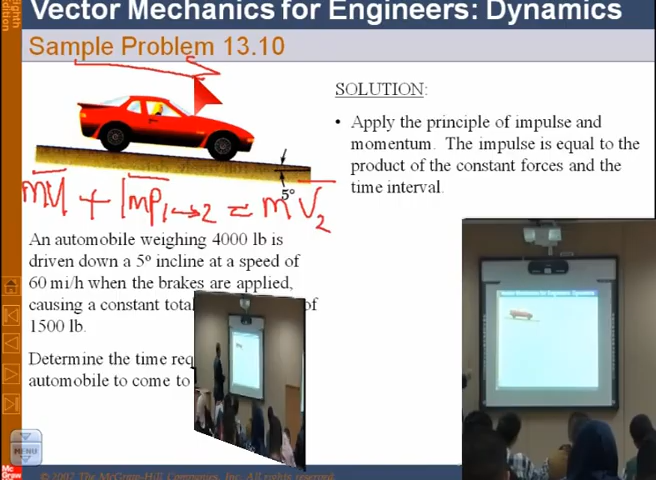 Vector Mechanics for Engineers: Dynamics
Eighth
Edition
Sample Problem 13.10
SOLUTION:
• Apply the principle of impulse and
momentum. The impulse is equal to the
product of the constant forces and the
time interval.
5°
mV1 + Imp1→2 = mV2
An automobile weighing 4000 lb is
driven down a 5° incline at a speed of
60 mi/h when the brakes are applied,
causing a constant total of
1500 lb.
Determine the time
automobile to come to
MENU
© 2007 The McGraw-Hill Companies, Inc. All rights reserved.